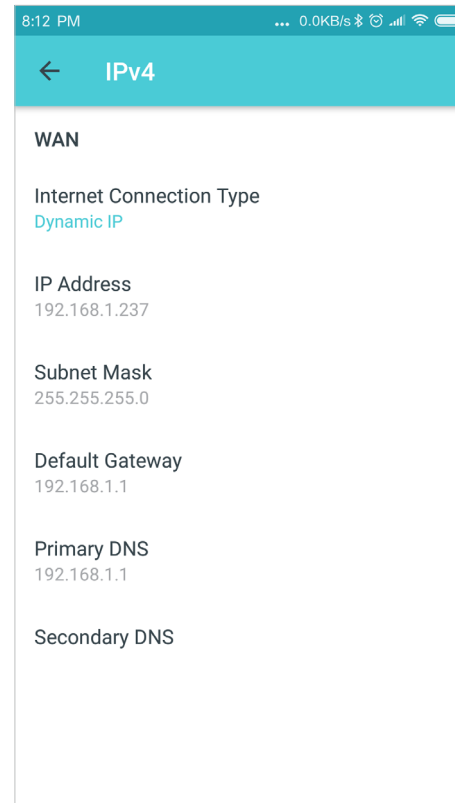 8:12 PM ... 0.0KB/s
IPv4
WAN
Internet Connection Type
Dynamic IP
IP Address
192.168.1.237
Subnet Mask
255.255.255.0
Default Gateway
192.168.1.1
Primary DNS
192.168.1.1
Secondary DNS